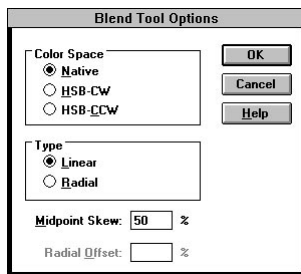 Blend Tool Options
Color Space
Native
HSB-CW
HSB-CCW
OK
Cancel
Help
Type
Linear
Radial
Midpoint Skew: 50 %
Radial Offset: %